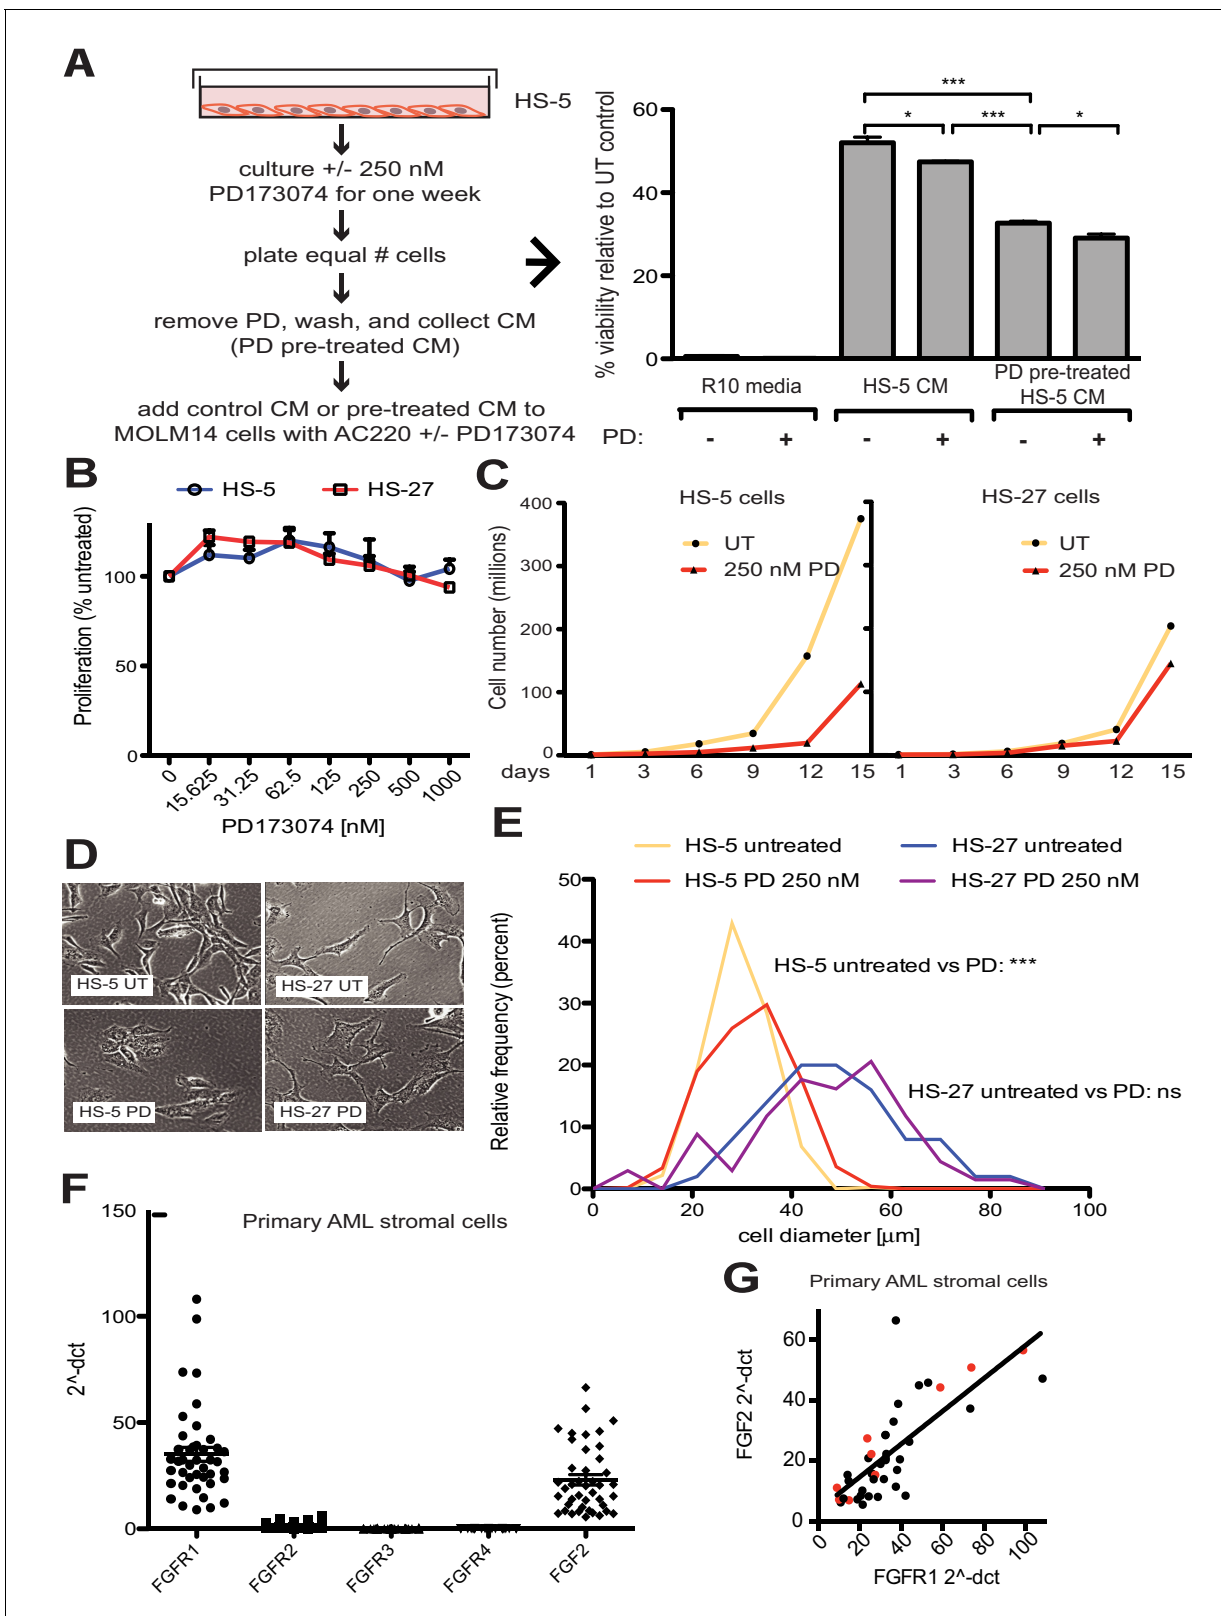 A
HS-5
culture +/- 250 nM
PD173074 for one week
plate equal # cells
remove PD, wash, and collect CM
(PD pre-treated CM)
add control CM or pre-treated CM to
MOLM14 cells with AC220 +/- PD173074
% viability relative to UT control
60
40
20
0
***
* *** *
R10 media HS-5 CM PD pre-treated
HS-5 CM
PD: - + - + - +
B
HS-5 HS-27
Proliferation (% untreated)
100
50
0
0 15.625 31.25 62.5 125 250 500 1000
PD173074 [nM]
C
HS-5 cells HS-27 cells
Cell number (millions)
400
300
200
100
0
UT
250 nM PD
UT
250 nM PD
days 1 3 6 9 12 15 1 3 6 9 12 15
D
HS-5 UT HS-27 UT
HS-5 PD HS-27 PD
E
HS-5 untreated HS-27 untreated
HS-5 PD 250 nM HS-27 PD 250 nM
Relative frequency (percent)
50
40
30
20
10
0
HS-5 untreated vs PD: ***
HS-27 untreated vs PD: ns
0 20 40 60 80 100
cell diameter [μm]
F
Primary AML stromal cells
2^-dct
150
100
50
0
FGFR1 FGFR2 FGFR3 FGFR4 FGF2
G
Primary AML stromal cells
FGF2 2^-dct
60
40
20
0
0 20 40 60 80 100
FGFR1 2^-dct